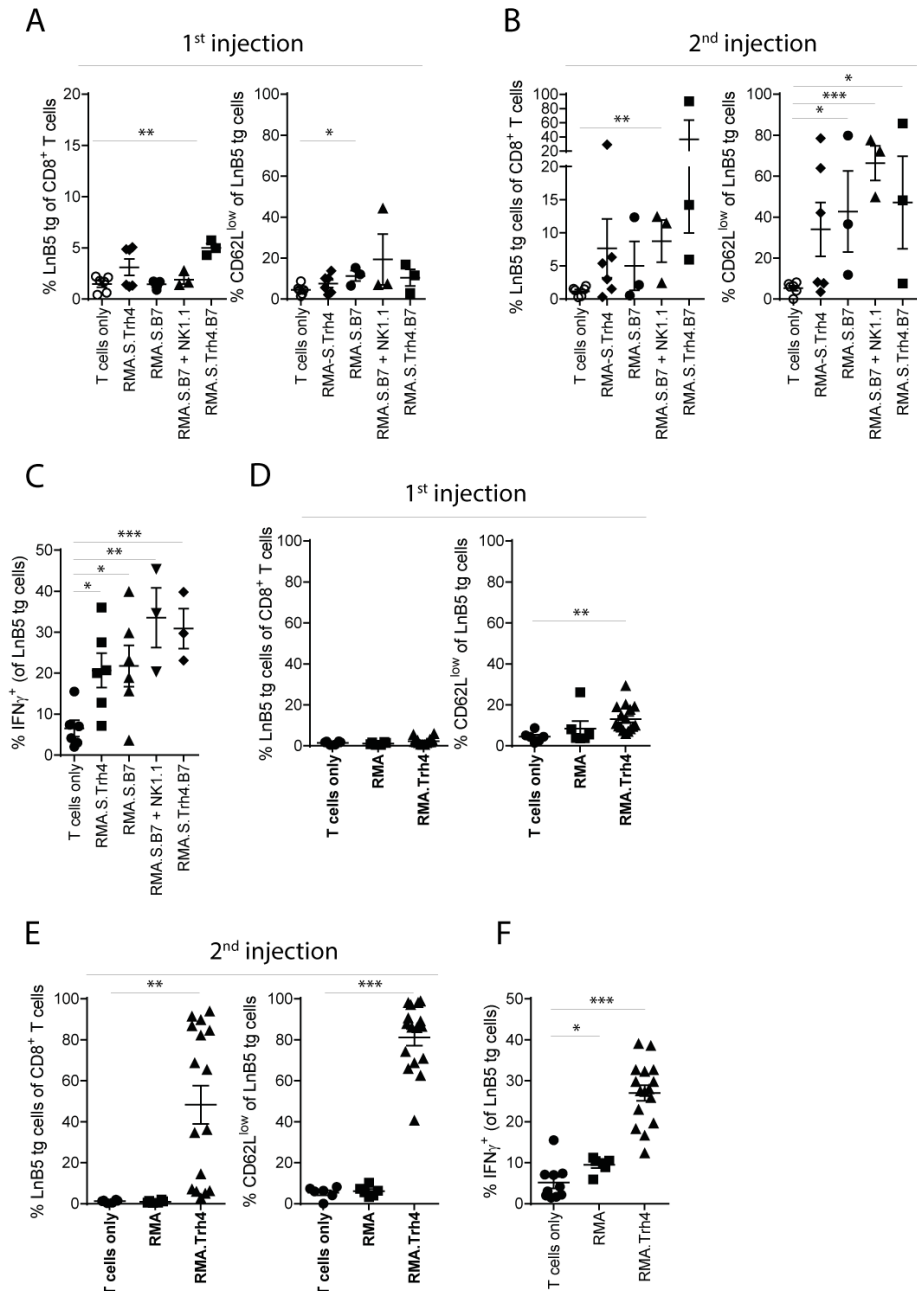 A
1st injection
% LnB5 tg of CD8+ T cells
20
15
10
5
0
**
T cells only
RMA.S.Trh4
RMA.S.B7
RMA.S.B7 + NK1.1
RMA.S.Trh4.B7
% CD62Llow of LnB5 tg cells
100
80
60
40
20
0
*
T cells only
RMA-S.Trh4
RMA.S.B7
RMA.S.B7 + NK1.1
RMA.S.Trh4.B7
B
2nd injection
% LnB5 tg cells of CD8+ T cells
100
80
60
40
20
15
10
5
0
**
T cells only
RMA-S.Trh4
RMA.S.B7
RMA.S.B7 + NK1.1
RMA.S.Trh4.B7
% CD62Llow of LnB5 tg cells
100
80
60
40
20
0
*
***
*
T cells only
RMA-S.Trh4
RMA.S.B7
RMA.S.B7 + NK1.1
RMA.S.Trh4.B7
C
% IFNγ+ (of LnB5 tg cells)
50
40
30
20
10
0
***
**
*
*
T cells only
RMA.S.Trh4
RMA.S.B7
RMA.S.B7 + NK1.1
RMA.S.Trh4.B7
D
1st injection
% LnB5 tg cells of CD8+ T cells
100
80
60
40
20
0
T cells only
RMA
RMA.Trh4
% CD62Llow of LnB5 tg cells
100
80
60
40
20
0
**
T cells only
RMA
RMA.Trh4
E
2nd injection
% LnB5 tg cells of CD8+ T cells
100
80
60
40
20
0
**
T cells only
RMA
RMA.Trh4
% CD62Llow of LnB5 tg cells
100
80
60
40
20
0
***
T cells only
RMA
RMA.Trh4
F
% IFNγ+ (of LnB5 tg cells)
50
40
30
20
10
0
***
*
T cells only
RMA
RMA.Trh4